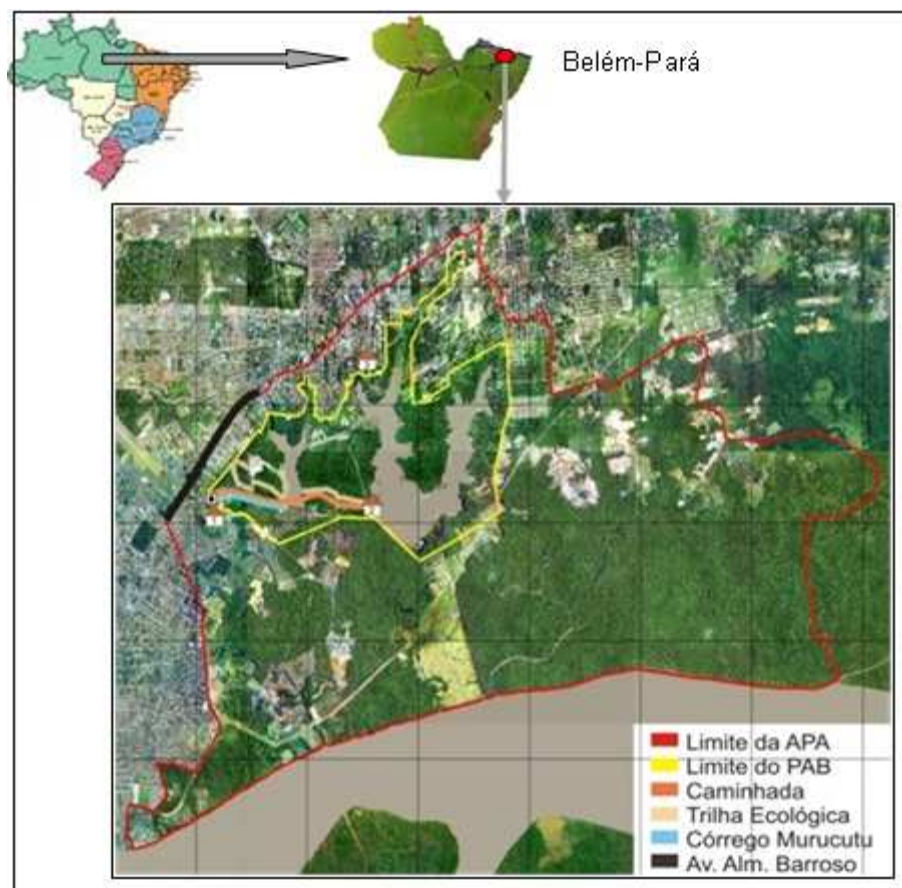 Belém-Pará
Limite da APA
Limite do PAB
Caminhada
Trilha Ecológica
Córrego Murucutu
Av. Alm. Barroso